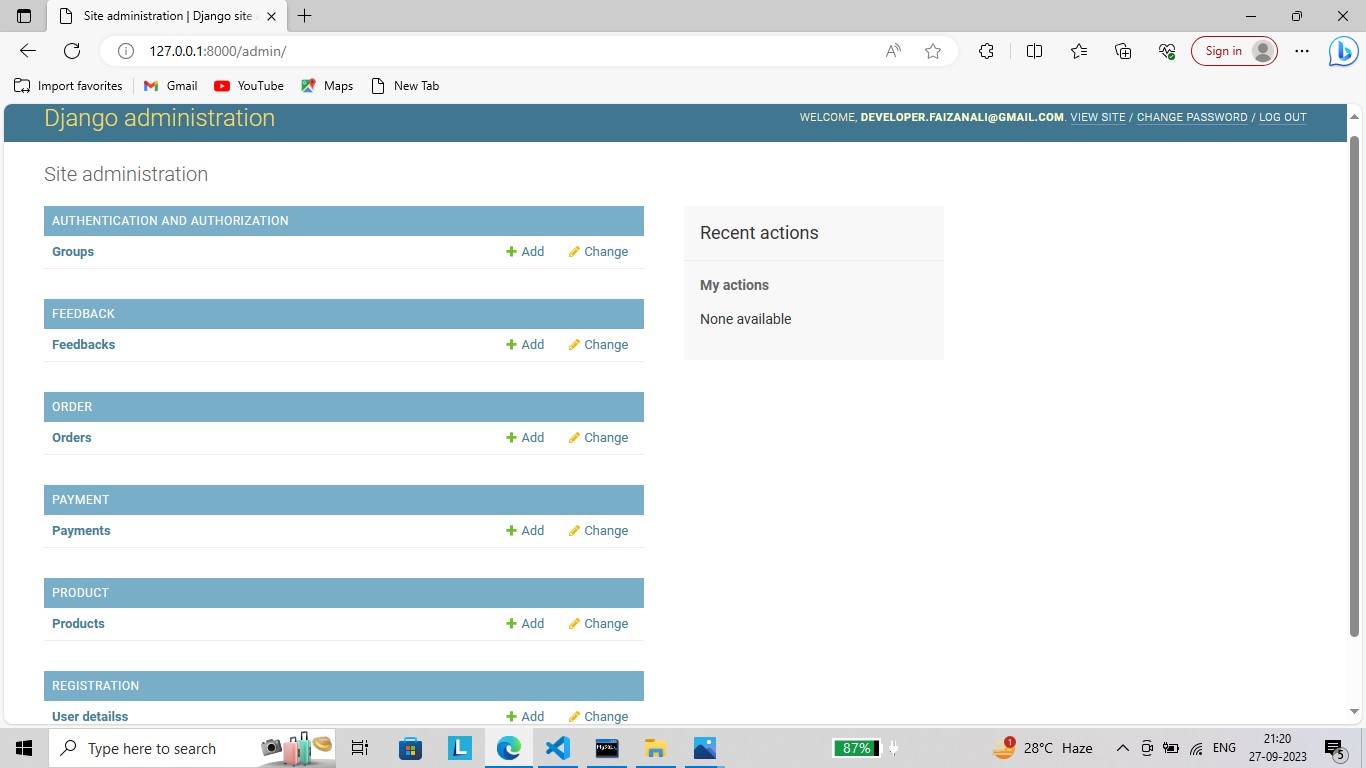 Site administration | Django site
127.0.0.1:8000/admin/
Sign in
Import favorites
Gmail
YouTube
Maps
New Tab
Django administration
WELCOME, DEVELOPER.FAIZANALI@GMAIL.COM. VIEW SITE / CHANGE PASSWORD / LOG OUT
Site administration
AUTHENTICATION AND AUTHORIZATION
Groups Add Change
FEEDBACK
Feedbacks Add Change
ORDER
Orders Add Change
PAYMENT
Payments Add Change
PRODUCT
Products Add Change
REGISTRATION
User detailss Add Change
Recent actions
My actions
None available
Type here to search
L
MySQL
87%
1
28°C Haze
ENG
21:20
27-09-2023
5